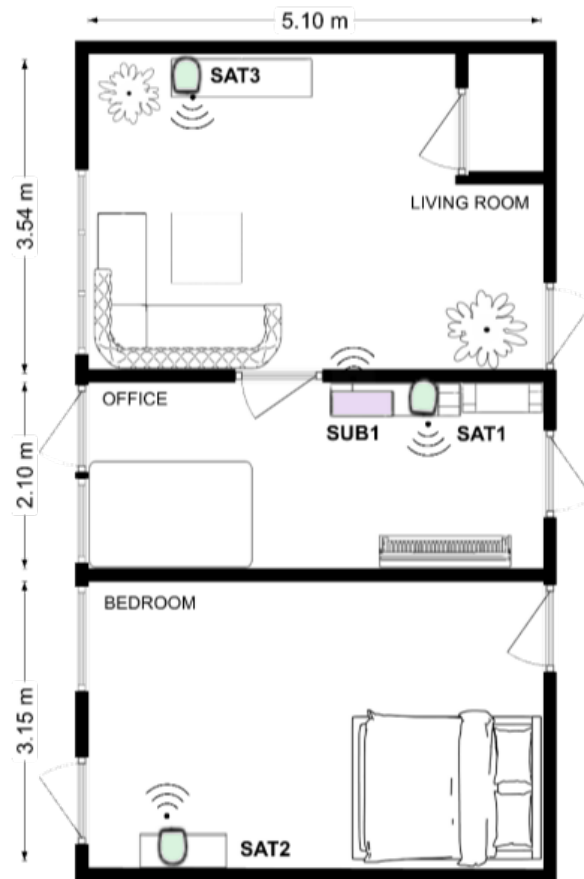 5.10 m
SAT3
3.54 m
LIVING ROOM
OFFICE
SUB1
SAT1
2.10 m
BEDROOM
3.15 m
SAT2